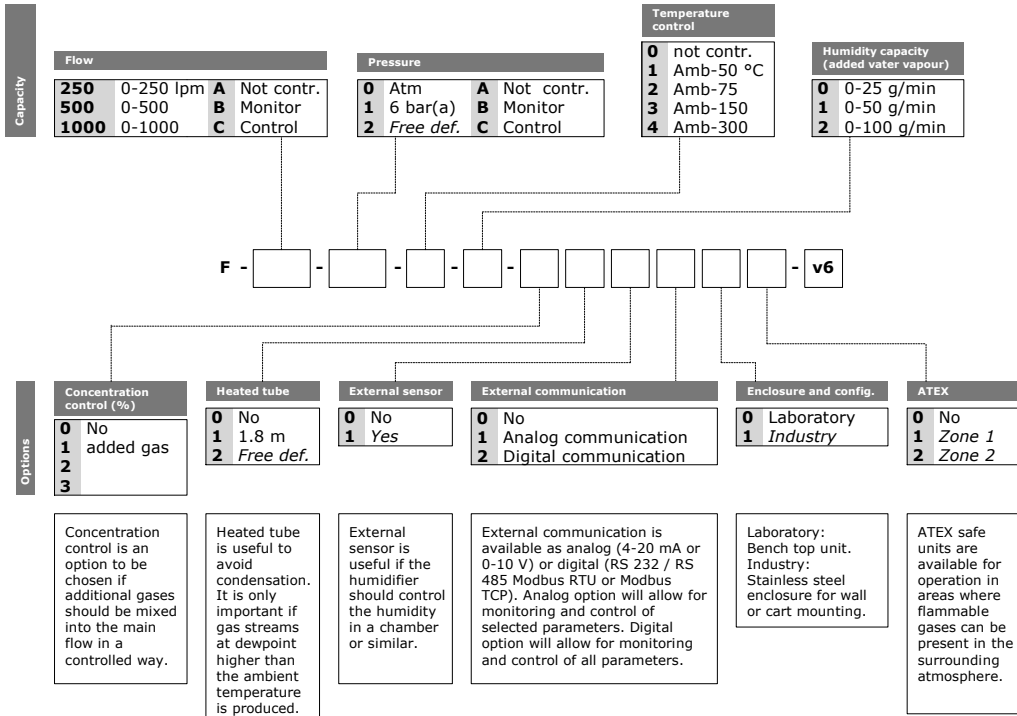 Capacity
Flow
250 0-250 lpm A Not contr.
500 0-500 B Monitor
1000 0-1000 C Control
Pressure
0 Atm A Not contr.
1 6 bar(a) B Monitor
2 Free def. C Control
Temperature
control
0 not contr.
1 Amb-50 °C
2 Amb-75
3 Amb-150
4 Amb-300
Humidity capacity
(added vater vapour)
0 0-25 g/min
1 0-50 g/min
2 0-100 g/min
F - - - - - v6
Options
Concentration
control (%)
0 No
1 added gas
2
3
Heated tube
0 No
1 1.8 m
2 Free def.
External sensor
0 No
1 Yes
External communication
0 No
1 Analog communication
2 Digital communication
Enclosure and config.
0 Laboratory
1 Industry
ATEX
0 No
1 Zone 1
2 Zone 2
Concentration
control is an
option to be
chosen if
additional gases
should be mixed
into the main
flow in a
controlled way.
Heated tube
is useful to
avoid
condensation.
It is only
important if
gas streams
at dewpoint
higher than
the ambient
temperature
is produced.
External
sensor is
useful if the
humidifier
should control
the humidity
in a chamber
or similar.
External communication is
available as analog (4-20 mA or
0-10 V) or digital (RS 232 / RS
485 Modbus RTU or Modbus
TCP). Analog option will allow for
monitoring and control of
selected parameters. Digital
option will allow for monitoring
and control of all parameters.
Laboratory:
Bench top unit.
Industry:
Stainless steel
enclosure for wall
or cart mounting.
ATEX safe
units are
available for
operation in
areas where
flammable
gases can be
present in the
surrounding
atmosphere.